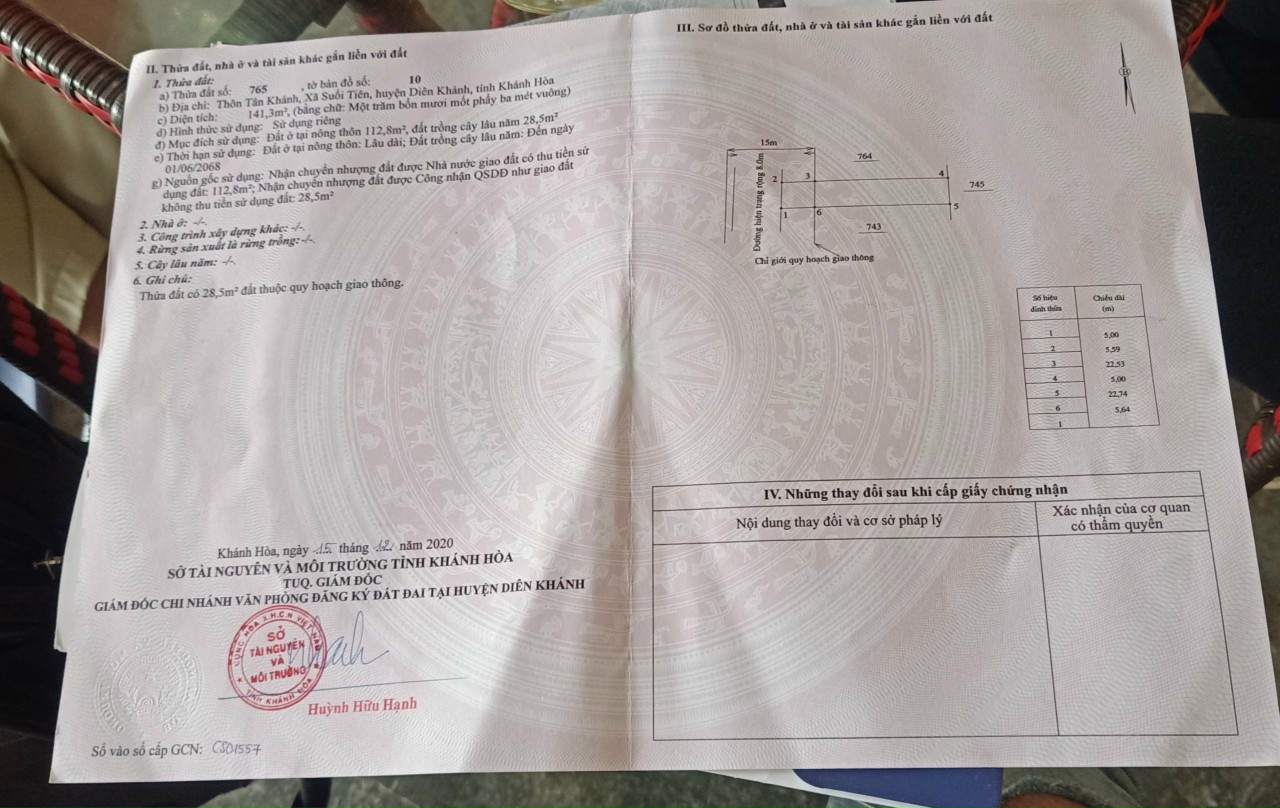 II. Thửa đất, nhà ở và tài sản khác gắn liền với đất
1. Thửa đất:
a) Thửa đất số: 765 , tờ bản đồ số: 10
b) Địa chỉ: Thôn Tân Khánh, Xã Suối Tiên, huyện Diên Khánh, tỉnh Khánh Hòa
c) Diện tích: 141,3m², (bằng chữ: Một trăm bốn mươi mốt phẩy ba mét vuông)
d) Hình thức sử dụng: Sử dụng riêng
đ) Mục đích sử dụng: Đất ở tại nông thôn 112,8m², đất trồng cây lâu năm 28,5m²
e) Thời hạn sử dụng: Đất ở tại nông thôn: Lâu dài; Đất trồng cây lâu năm: Đến ngày
01/06/2068
g) Nguồn gốc sử dụng: Nhận chuyển nhượng đất được Nhà nước giao đất có thu tiền sử
dụng đất: 112,8m²; Nhận chuyển nhượng đất được Công nhận QSDĐ như giao đất
không thu tiền sử dụng đất: 28,5m²
2. Nhà ở: -/-.
3. Công trình xây dựng khác: -/-.
4. Rừng sản xuất là rừng trồng:-/-.
5. Cây lâu năm: -/-.
6. Ghi chú:
Thửa đất có 28,5m² đất thuộc quy hoạch giao thông.
Khánh Hòa, ngày 15 tháng 12 năm 2020
SỞ TÀI NGUYÊN VÀ MÔI TRƯỜNG TỈNH KHÁNH HÒA
TUQ. GIÁM ĐỐC
GIÁM ĐỐC CHI NHÁNH VĂN PHÒNG ĐĂNG KÝ ĐẤT ĐAI TẠI HUYỆN DIÊN KHÁNH
CỘNG HÒA X.H.C.N VIỆT NAM
SỞ
TÀI NGUYÊN
VÀ
MÔI TRƯỜNG
TỈNH KHÁNH HÒA
Huỳnh Hữu Hạnh
Số vào sổ cấp GCN: CS01557
III. Sơ đồ thửa đất, nhà ở và tài sản khác gắn liền với đất
B
15m
764
2
3
4
745
Đường hiện trạng rộng 8.0m
1
6
5
743
Chỉ giới quy hoạch giao thông
Số hiệu đỉnh thửa
Chiều dài (m)
1
5,00
2
5,59
3
22,53
4
5,00
5
22,74
6
5,64
1
IV. Những thay đổi sau khi cấp giấy chứng nhận
Nội dung thay đổi và cơ sở pháp lý
Xác nhận của cơ quan
có thẩm quyền